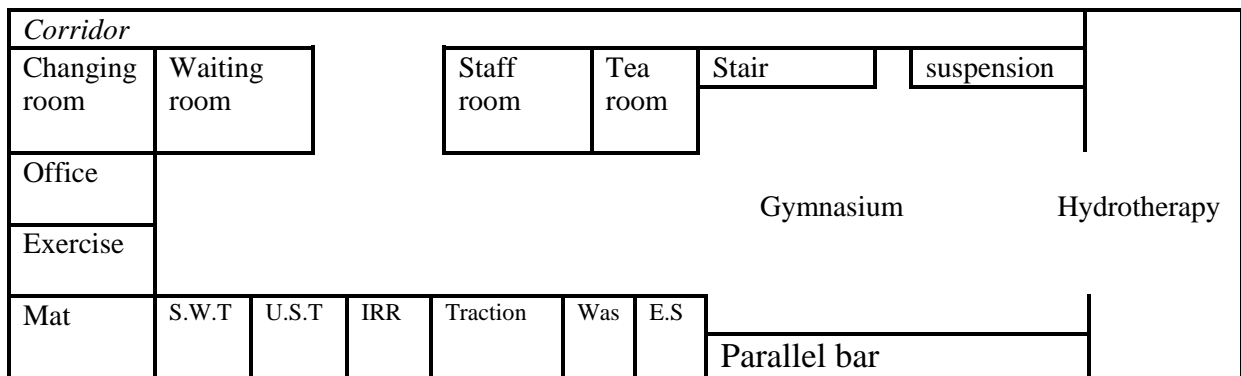 Corridor
Changing
room
Waiting
room
Staff
room
Tea
room
Stair
suspension
Office
Gymnasium
Hydrotherapy
Exercise
Mat
S.W.T
U.S.T
IRR
Traction
Was
E.S
Parallel bar